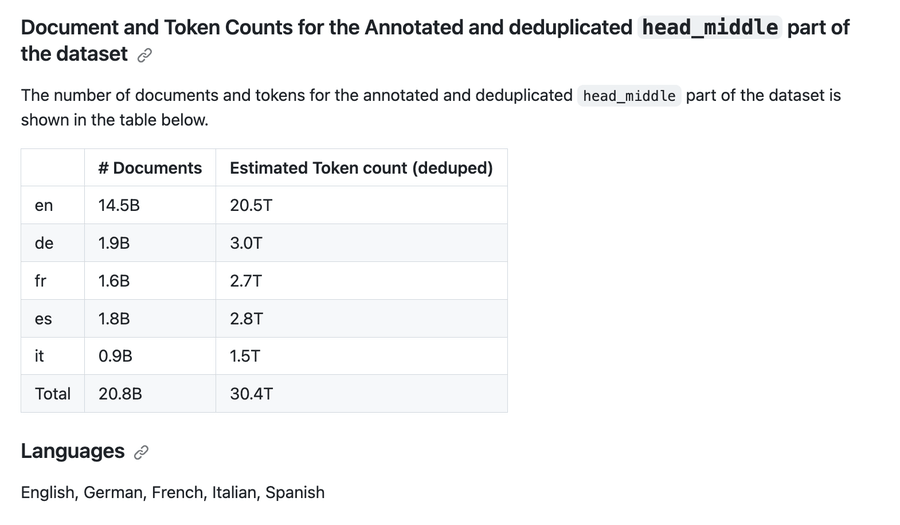 Document and Token Counts for the Annotated and deduplicated head_middle part of
the dataset
The number of documents and tokens for the annotated and deduplicated head_middle part of the dataset is
shown in the table below.
# Documents Estimated Token count (deduped)
en 14.5B 20.5T
de 1.9B 3.0T
fr 1.6B 2.7T
es 1.8B 2.8T
it 0.9B 1.5T
Total 20.8B 30.4T
Languages
English, German, French, Italian, Spanish